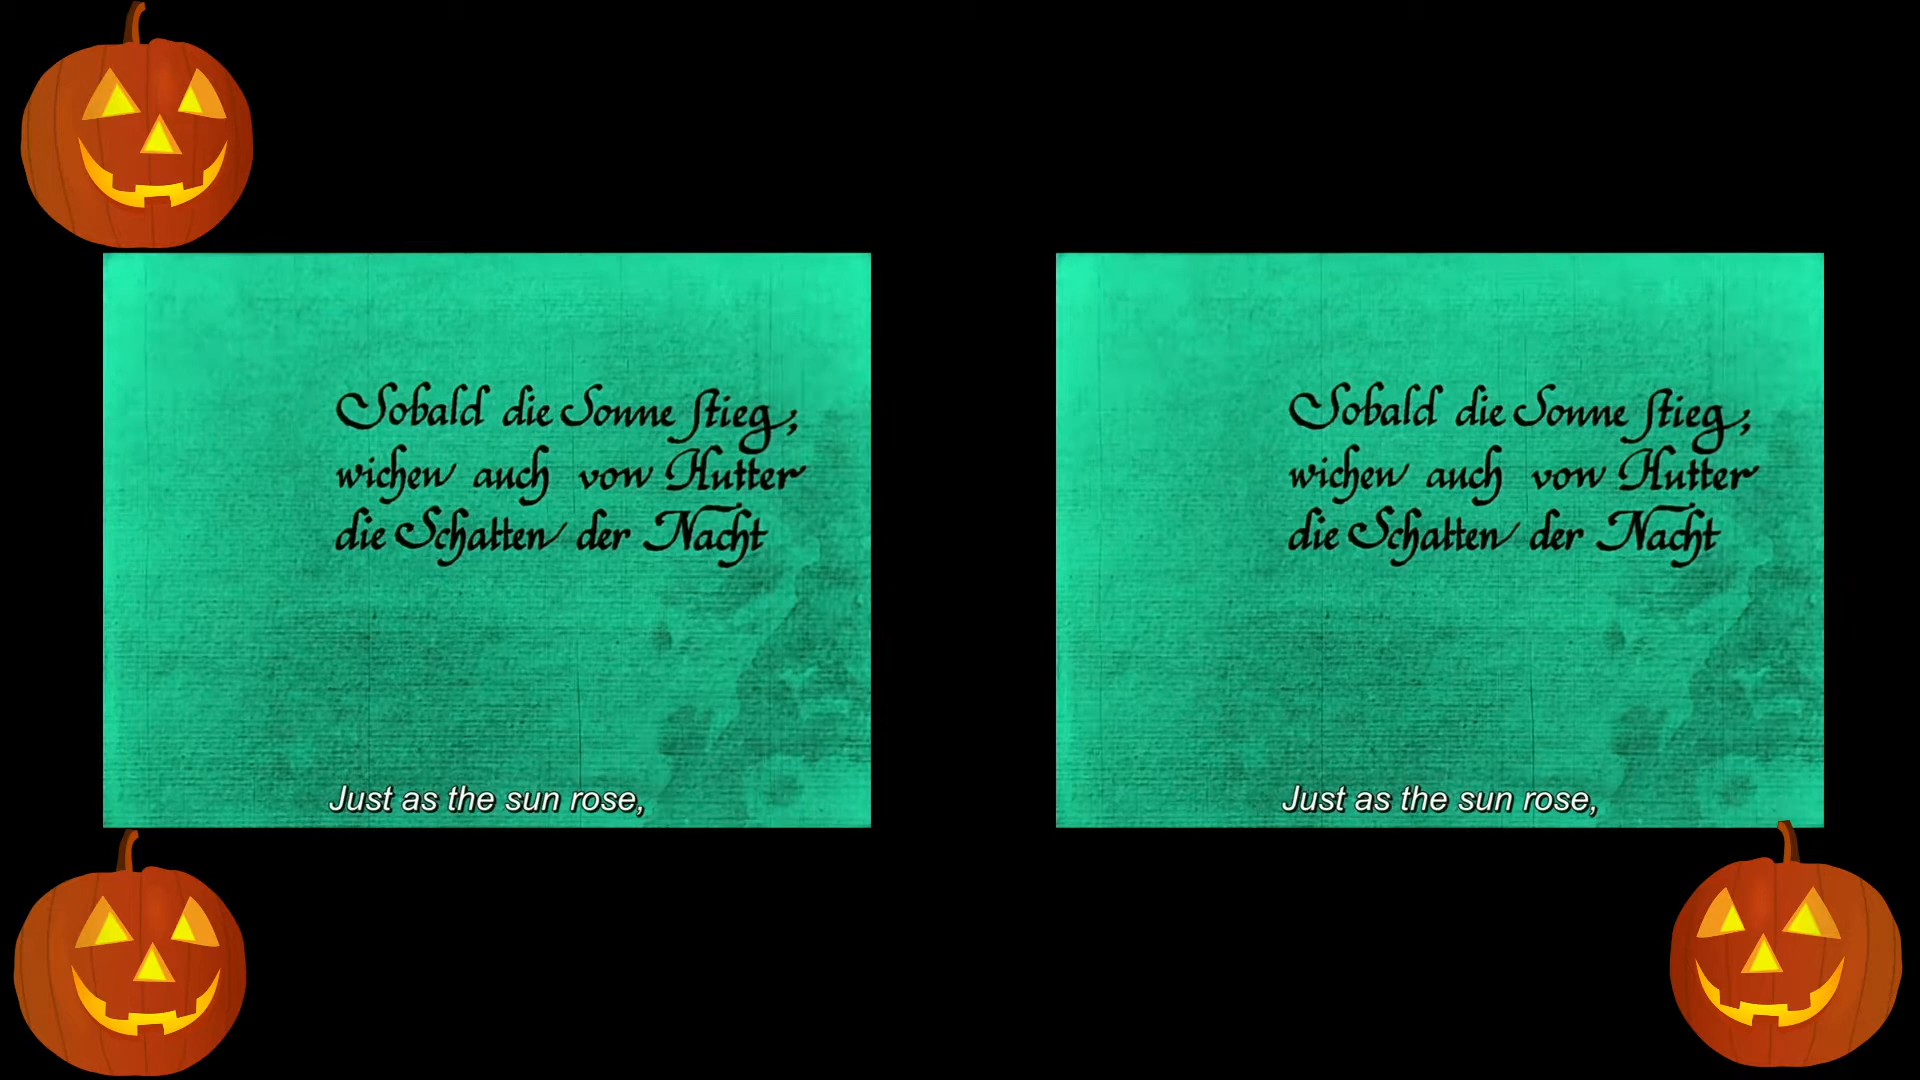 Sobald die Sonne stieg,
wichen auch von Hutter
die Schatten der Nacht
Just as the sun rose,
Sobald die Sonne stieg,
wichen auch von Hutter
die Schatten der Nacht
Just as the sun rose,